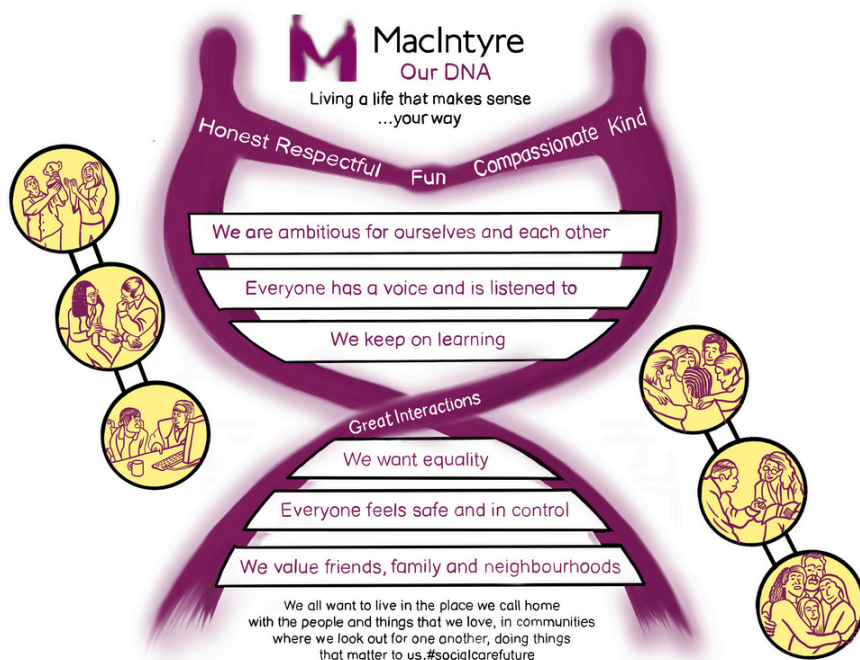 MacIntyre
Our DNA
Living a life that makes sense
...your way
Honest Respectful Fun Compassionate Kind
We are ambitious for ourselves and each other
Everyone has a voice and is listened to
We keep on learning
Great Interactions
We want equality
Everyone feels safe and in control
We value friends, family and neighbourhoods
We all want to live in the place we call home
with the people and things that we love, in communities
where we look out for one another, doing things
that matter to us.#socialcarefuture